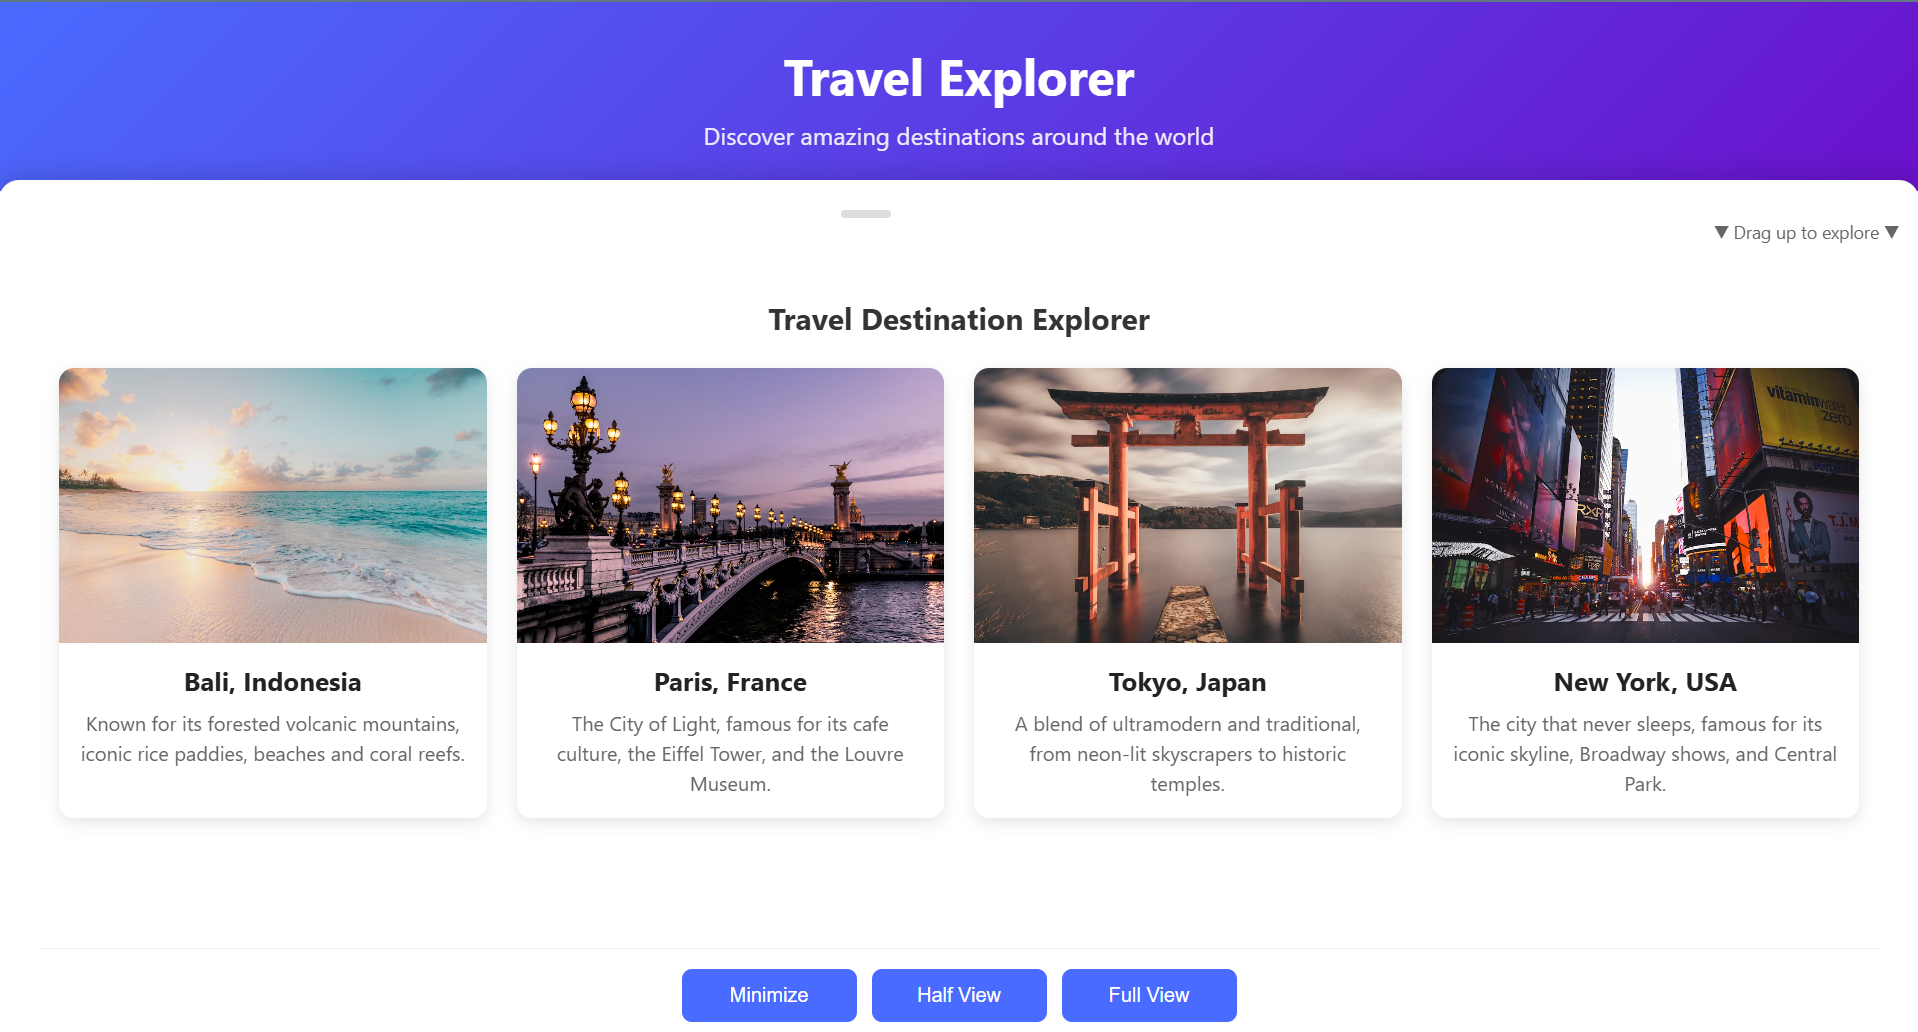 Travel Explorer
Discover amazing destinations around the world
▼ Drag up to explore ▼
Travel Destination Explorer
vitaminwater
zero
RXR
T.J.
Bali, Indonesia
Known for its forested volcanic mountains,
iconic rice paddies, beaches and coral reefs.
Paris, France
The City of Light, famous for its cafe
culture, the Eiffel Tower, and the Louvre
Museum.
Tokyo, Japan
A blend of ultramodern and traditional,
from neon-lit skyscrapers to historic
temples.
New York, USA
The city that never sleeps, famous for its
iconic skyline, Broadway shows, and Central
Park.
Minimize
Half View
Full View